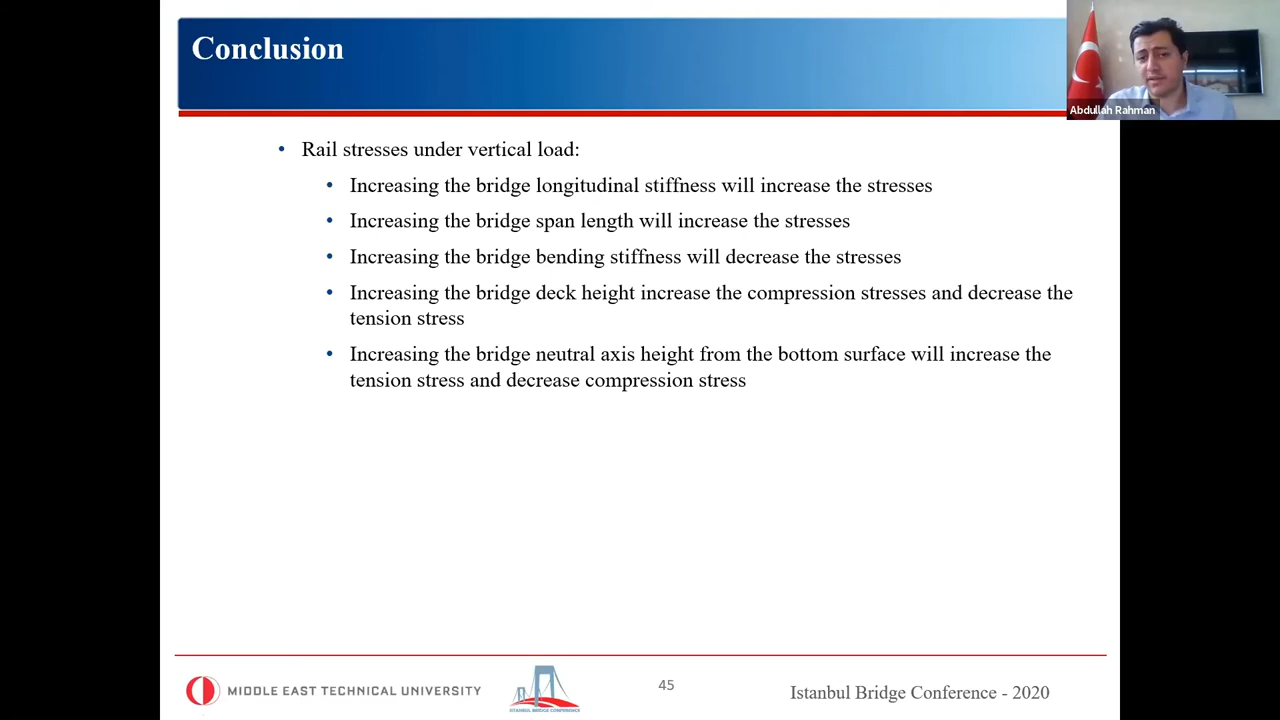 Conclusion
Abdullah Rahman
• Rail stresses under vertical load:
• Increasing the bridge longitudinal stiffness will increase the stresses
• Increasing the bridge span length will increase the stresses
• Increasing the bridge bending stiffness will decrease the stresses
• Increasing the bridge deck height increase the compression stresses and decrease the
tension stress
• Increasing the bridge neutral axis height from the bottom surface will increase the
tension stress and decrease compression stress
MIDDLE EAST TECHNICAL UNIVERSITY
ISTANBUL BRIDGE CONFERENCE
45
Istanbul Bridge Conference - 2020